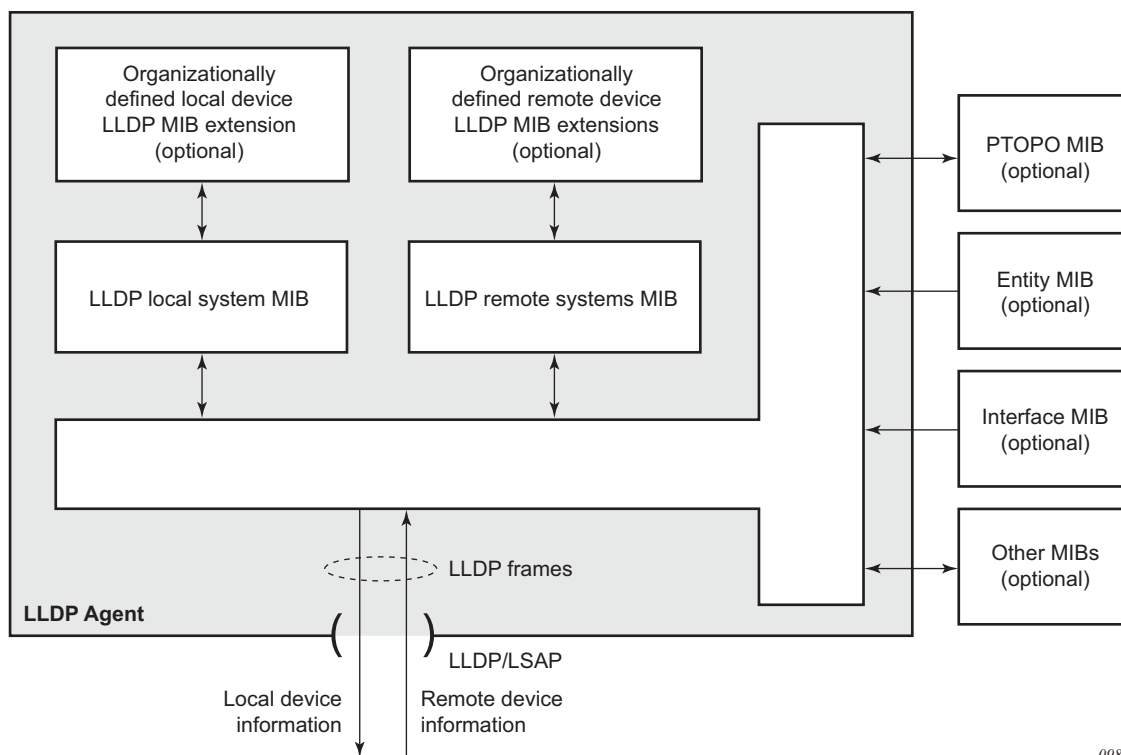 Organizationally
defined local device
LLDP MIB extension
(optional)
Organizationally
defined remote device
LLDP MIB extensions
(optional)
PTOPO MIB
(optional)
LLDP local system MIB
LLDP remote systems MIB
Entity MIB
(optional)
Interface MIB
(optional)
Other MIBs
(optional)
LLDP frames
LLDP Agent
LLDP/LSAP
Local device
information
Remote device
information
098